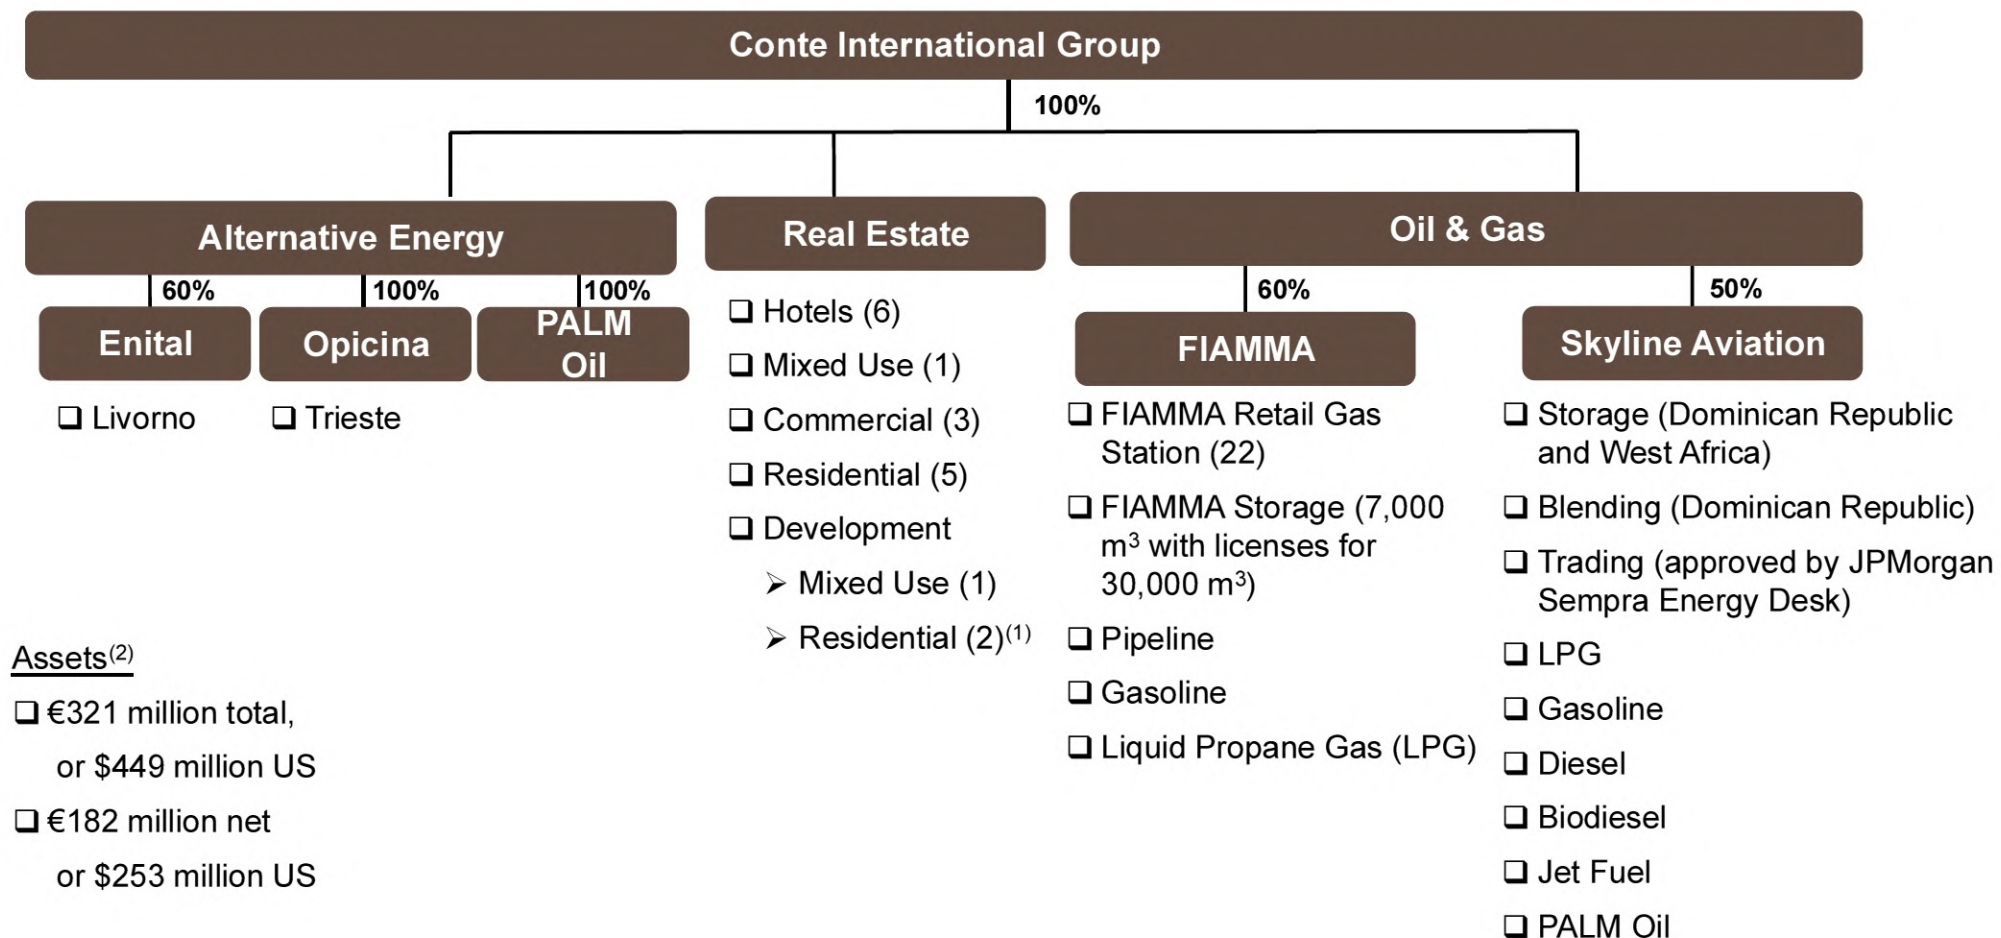 Conte International Group
100%
Alternative Energy
Real Estate
Oil & Gas
60%
100%
100%
60%
50%
Enital
Opicina
PALM
Oil
FIAMMA
Skyline Aviation
Livorno
Trieste
Hotels (6)
Mixed Use (1)
Commercial (3)
Residential (5)
Development
Mixed Use (1)
Residential (2)(1)
FIAMMA Retail Gas
Station (22)
FIAMMA Storage (7,000
m³ with licenses for
30,000 m³)
Pipeline
Gasoline
Liquid Propane Gas (LPG)
Storage (Dominican Republic
and West Africa)
Blending (Dominican Republic)
Trading (approved by JPMorgan
Sempra Energy Desk)
LPG
Gasoline
Diesel
Biodiesel
Jet Fuel
PALM Oil
Assets(2)
€321 million total,
or $449 million US
€182 million net
or $253 million US